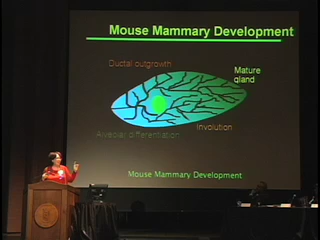 Mouse Mammary Development
Ductal outgrowth
Mature
gland
Involution
Alveolar differentiation
Mouse Mammary Development